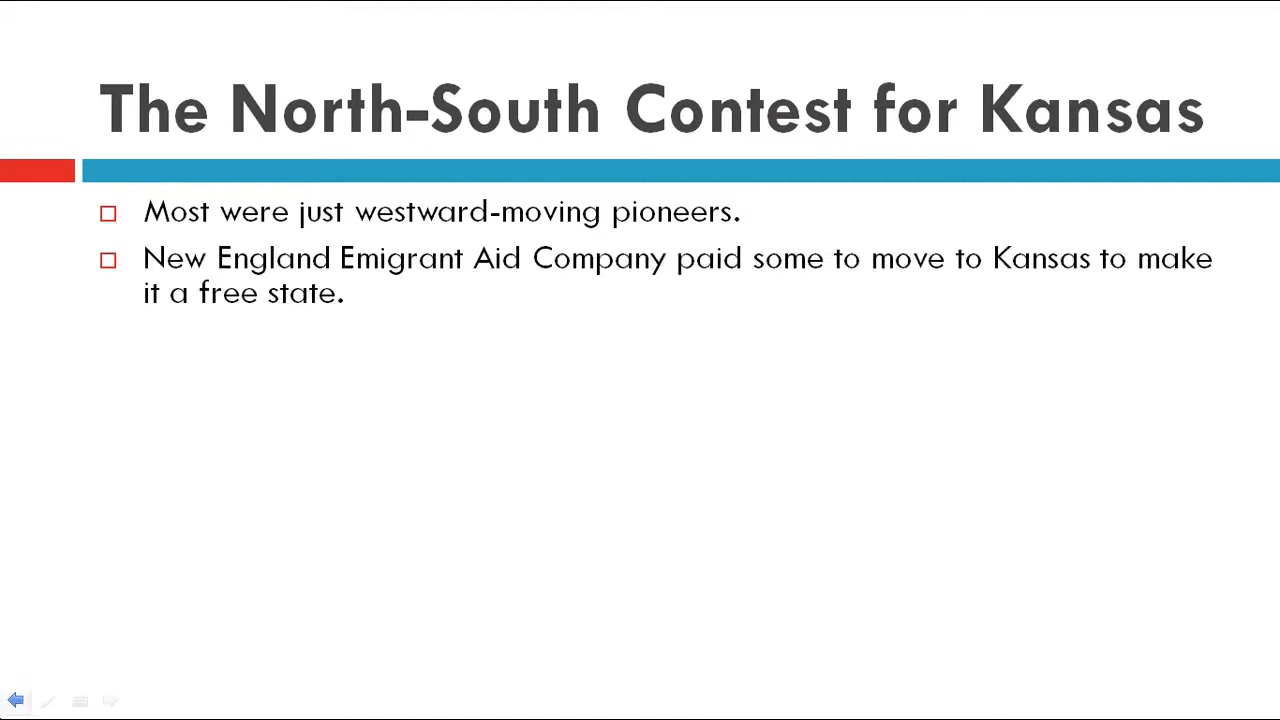 The North-South Contest for Kansas
Most were just westward-moving pioneers.
New England Emigrant Aid Company paid some to move to Kansas to make
it a free state.